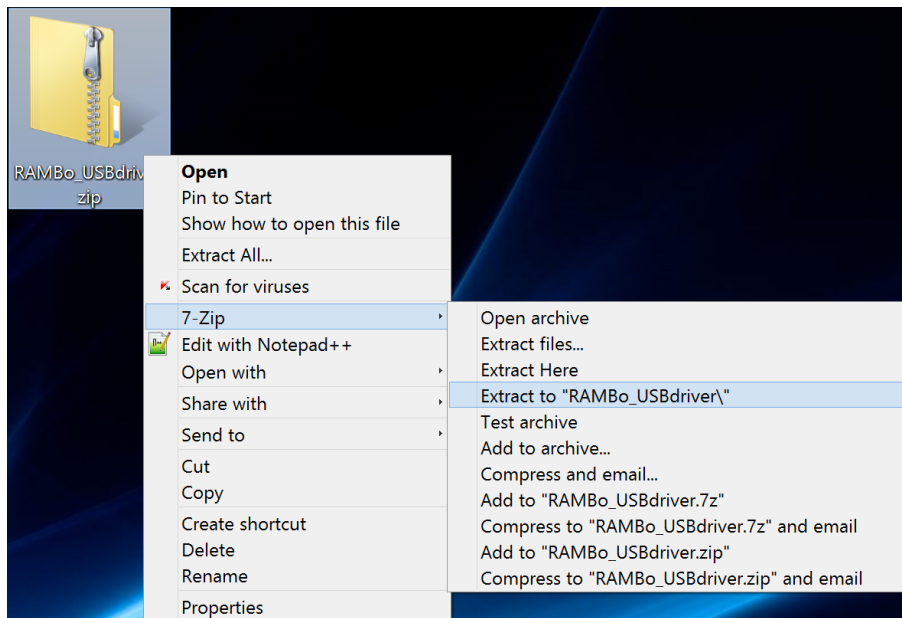 RAMBo_USBdriv
zip
Open
Pin to Start
Show how to open this file
Extract All...
Scan for viruses
7-Zip
Edit with Notepad++
Open with
Share with
Send to
Cut
Copy
Create shortcut
Delete
Rename
Properties
Open archive
Extract files...
Extract Here
Extract to "RAMBo_USBdriver\"
Test archive
Add to archive...
Compress and email...
Add to "RAMBo_USBdriver.7z"
Compress to "RAMBo_USBdriver.7z" and email
Add to "RAMBo_USBdriver.zip"
Compress to "RAMBo_USBdriver.zip" and email